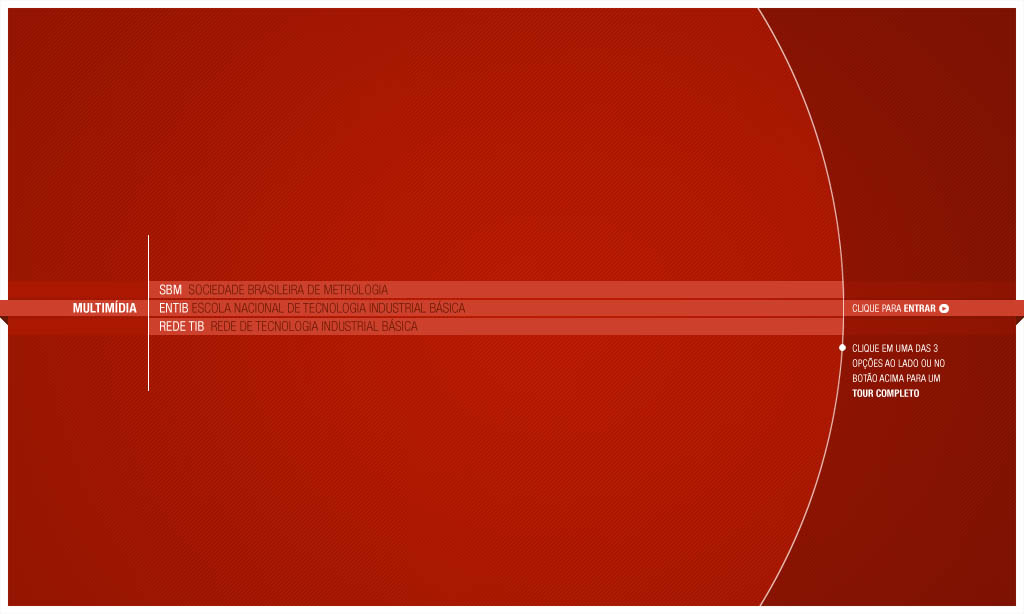 SBM SOCIEDADE BRASILEIRA DE METROLOGIA
MULTIMÍDIA
ENTIB ESCOLA NACIONAL DE TECNOLOGIA INDUSTRIAL BÁSICA
REDE TIB REDE DE TECNOLOGIA INDUSTRIAL BÁSICA
CLIQUE PARA ENTRAR
CLIQUE EM UMA DAS 3
OPÇÕES AO LADO OU NO
BOTÃO ACIMA PARA UM
TOUR COMPLETO